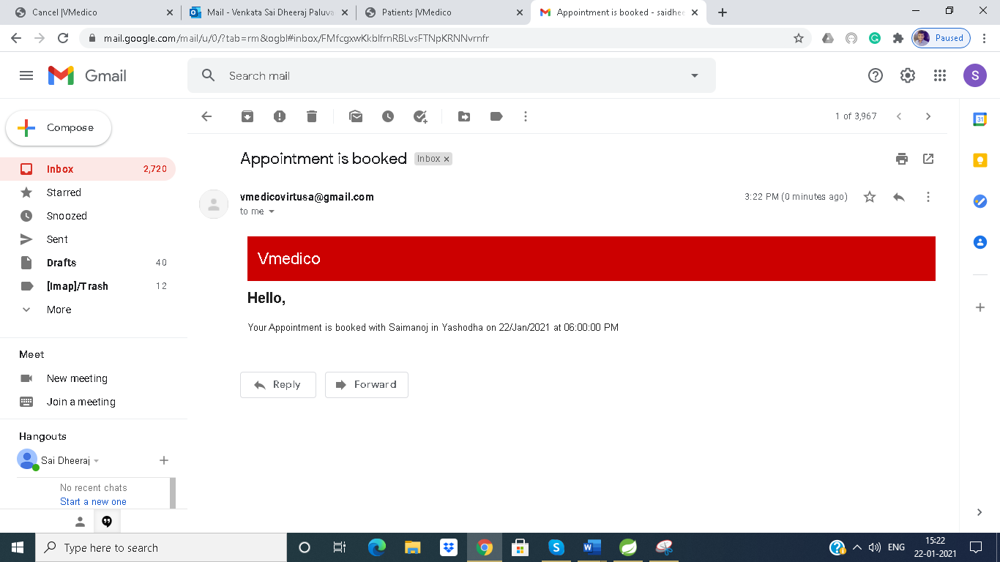 Cancel |VMedico
Mail - Venkata Sai Dheeraj Paluva
Patients |VMedico
Appointment is booked - saidhee
mail.google.com/mail/u/0/?tab=rm&ogbl#inbox/
Paused
Gmail
Search mail
S
Compose
1 of 3,967
31
Inbox 2,720
Starred
Snoozed
Sent
Drafts 40
[Imap]/Trash 12
More
Meet
New meeting
Join a meeting
Hangouts
Sai Dheeraj
No recent chats
Start a new one
Appointment is booked Inbox x
vmedicovirtusa@gmail.com 3:22 PM (0 minutes ago)
to me
Vmedico
Hello,
Your Appointment is booked with Saimanoj in Yashodha on 22/Jan/2021 at 06:00:00 PM
Reply Forward
Type here to search
ENG
15:22
22-01-2021